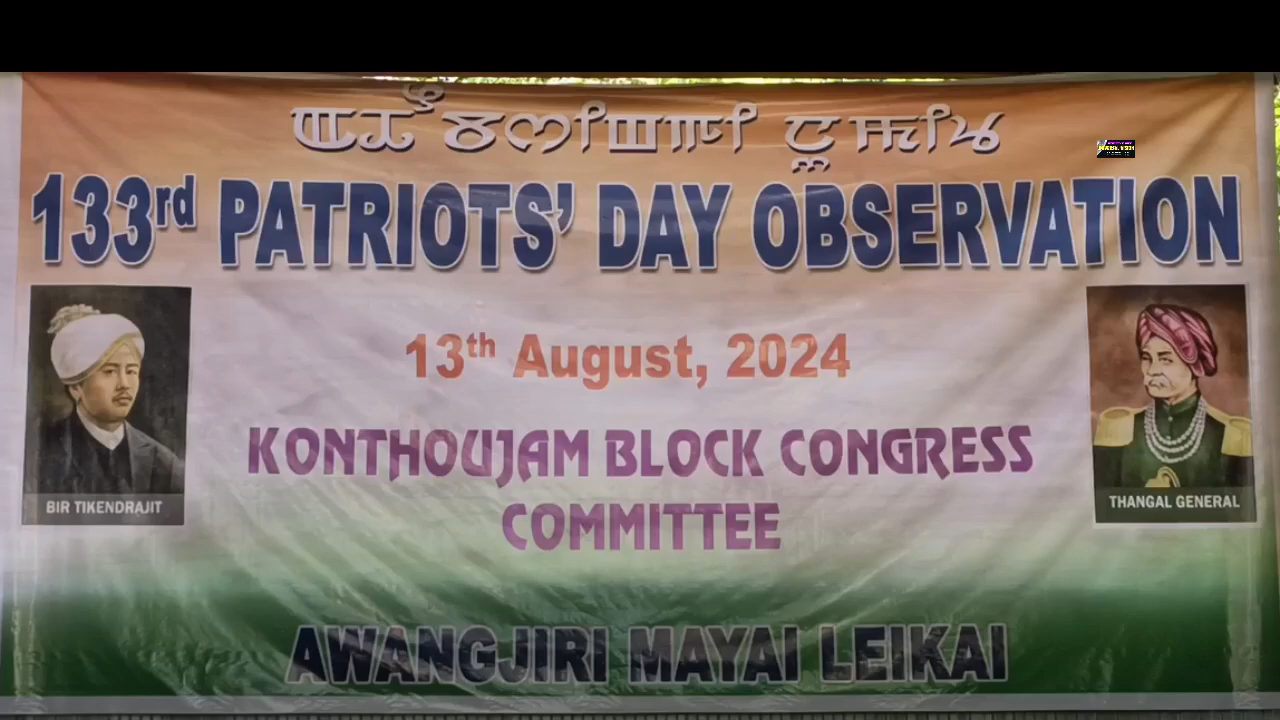 133rd PATRIOTS' DAY OBSERVATION
13th August, 2024
KONTHOUJAM BLOCK CONGRESS
COMMITTEE
BIR TIKENDRAJIT
THANGAL GENERAL
AWANGJIRI MAYAI LEIKAI